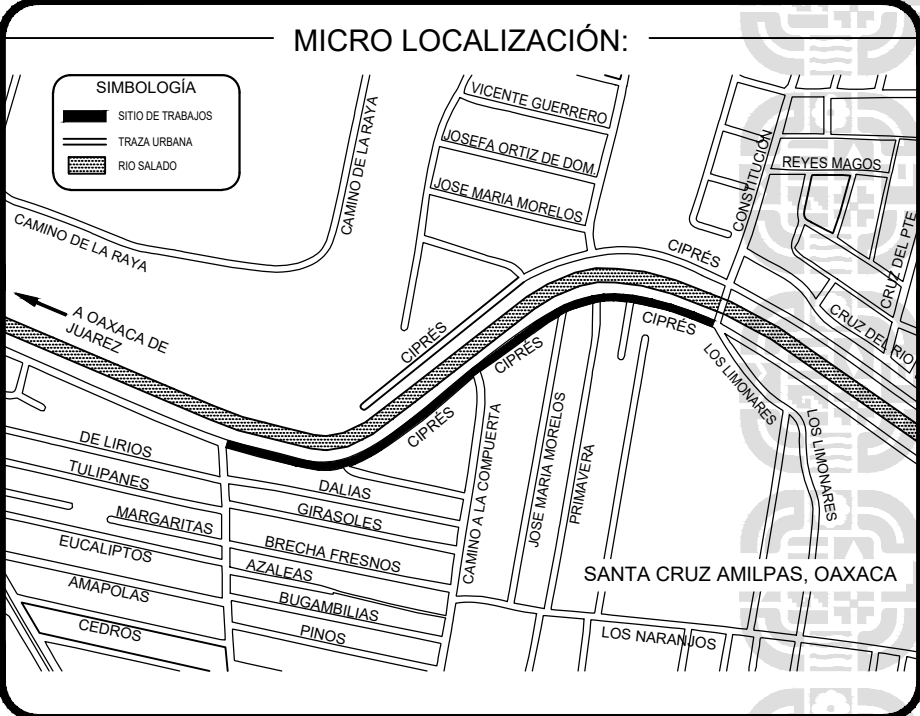 MICRO LOCALIZACIÓN:
SIMBOLOGÍA
SITIO DE TRABAJOS
TRAZA URBANA
RIO SALADO
VICENTE GUERRERO
JOSEFA ORTIZ DE DOM.
JOSE MARIA MORELOS
CAMINO DE LA RAYA
CAMINO DE LA RAYA
CONSTITUCIÓN
REYES MAGOS
CRUZ DEL PTE
CRUZ DEL RIO
CIPRÉS
A OAXACA DE
JUAREZ
CIPRÉS
CIPRÉS
CIPRÉS
CIPRÉS
LOS LIMONARES
LOS LIMONARES
DE LIRIOS
TULIPANES
MARGARITAS
EUCALIPTOS
AMAPOLAS
CEDROS
DALIAS
GIRASOLES
BRECHA FRESNOS
AZALEAS
BUGAMBILIAS
PINOS
CAMINO A LA COMPUERTA
JOSE MARIA MORELOS
PRIMAVERA
SANTA CRUZ AMILPAS, OAXACA
LOS NARANJOS